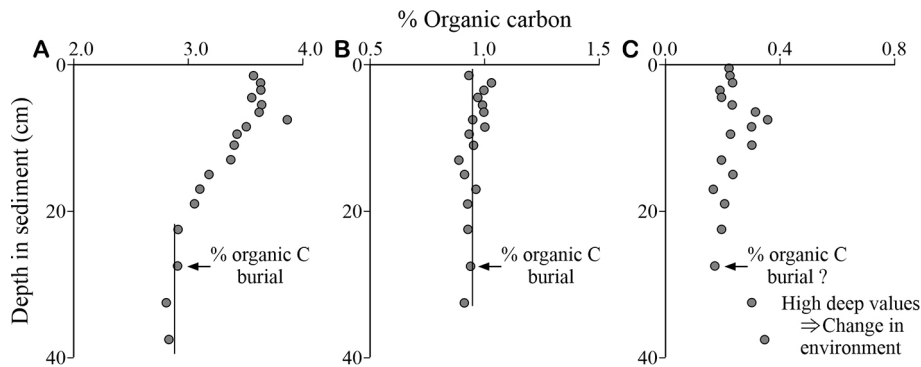 % Organic carbon
A 2.0 3.0 4.0 B 0.5 1.0 1.5 C 0.0 0.4 0.8
0 0 0
Depth in sediment (cm)
20 20 20
% organic C
burial
% organic C
burial
% organic C
burial ?
High deep values
⇒Change in
environment
40 40 40